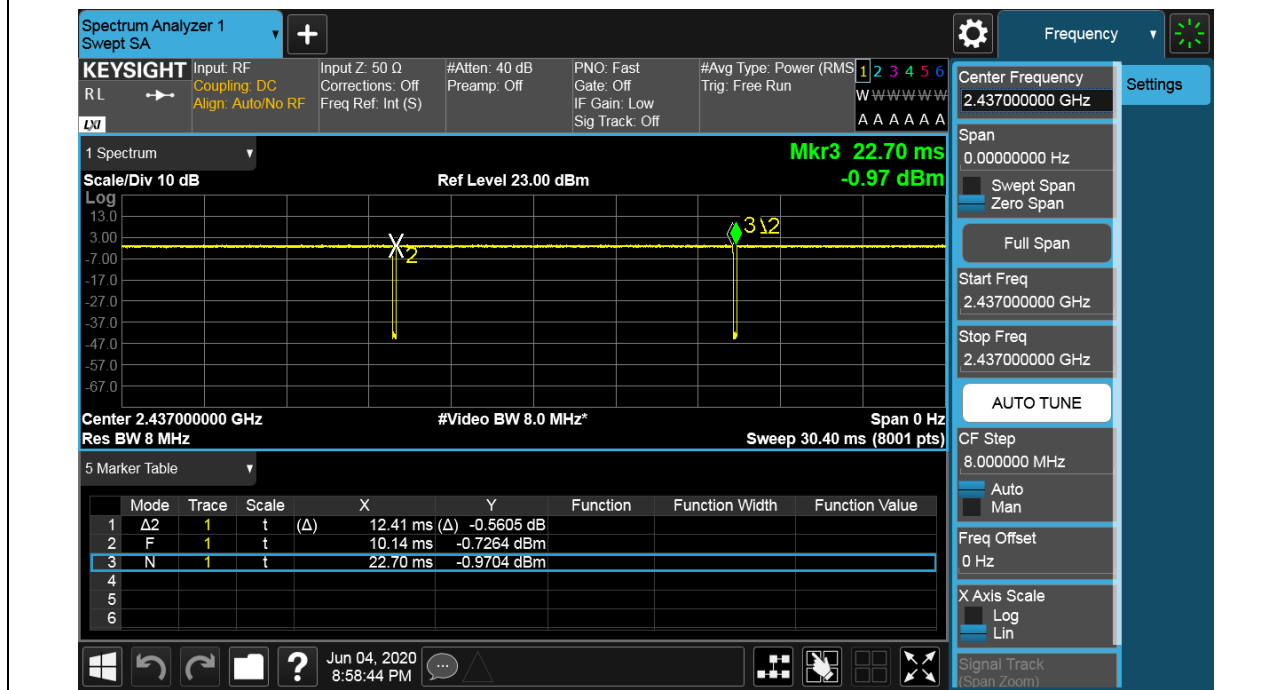 Spectrum Analyzer 1
Swept SA
Frequency
KEYSIGHT
Input: RF
Input Z: 50 Ω
#Atten: 40 dB
PNO: Fast
#Avg Type: Power (RMS
1 2 3 4 5 6
RL
Coupling: DC
Corrections: Off
Preamp: Off
Gate: Off
Trig: Free Run
W W W W W W
Align: Auto/No RF
Freq Ref: Int (S)
IF Gain: Low
Sig Track: Off
A A A A A A
LXI
Center Frequency
2.437000000 GHz
Settings
1 Spectrum
Mkr3 22.70 ms
Scale/Div 10 dB
Ref Level 23.00 dBm
-0.97 dBm
Log
13.0
3.00
-7.00
-17.0
-27.0
-37.0
-47.0
-57.0
-67.0
2
3Δ2
Center 2.437000000 GHz
#Video BW 8.0 MHz*
Span 0 Hz
Res BW 8 MHz
Sweep 30.40 ms (8001 pts)
Span
0.00000000 Hz
Swept Span
Zero Span
Full Span
Start Freq
2.437000000 GHz
Stop Freq
2.437000000 GHz
AUTO TUNE
CF Step
8.000000 MHz
Auto
Man
Freq Offset
0 Hz
X Axis Scale
Log
Lin
Signal Track
(Span Zoom)
5 Marker Table
Mode Trace Scale X Y Function Function Width Function Value
1 Δ2 1 t (Δ) 12.41 ms (Δ) -0.5605 dB
2 F 1 t 10.14 ms -0.7264 dBm
3 N 1 t 22.70 ms -0.9704 dBm
4
5
6
Jun 04, 2020
8:58:44 PM